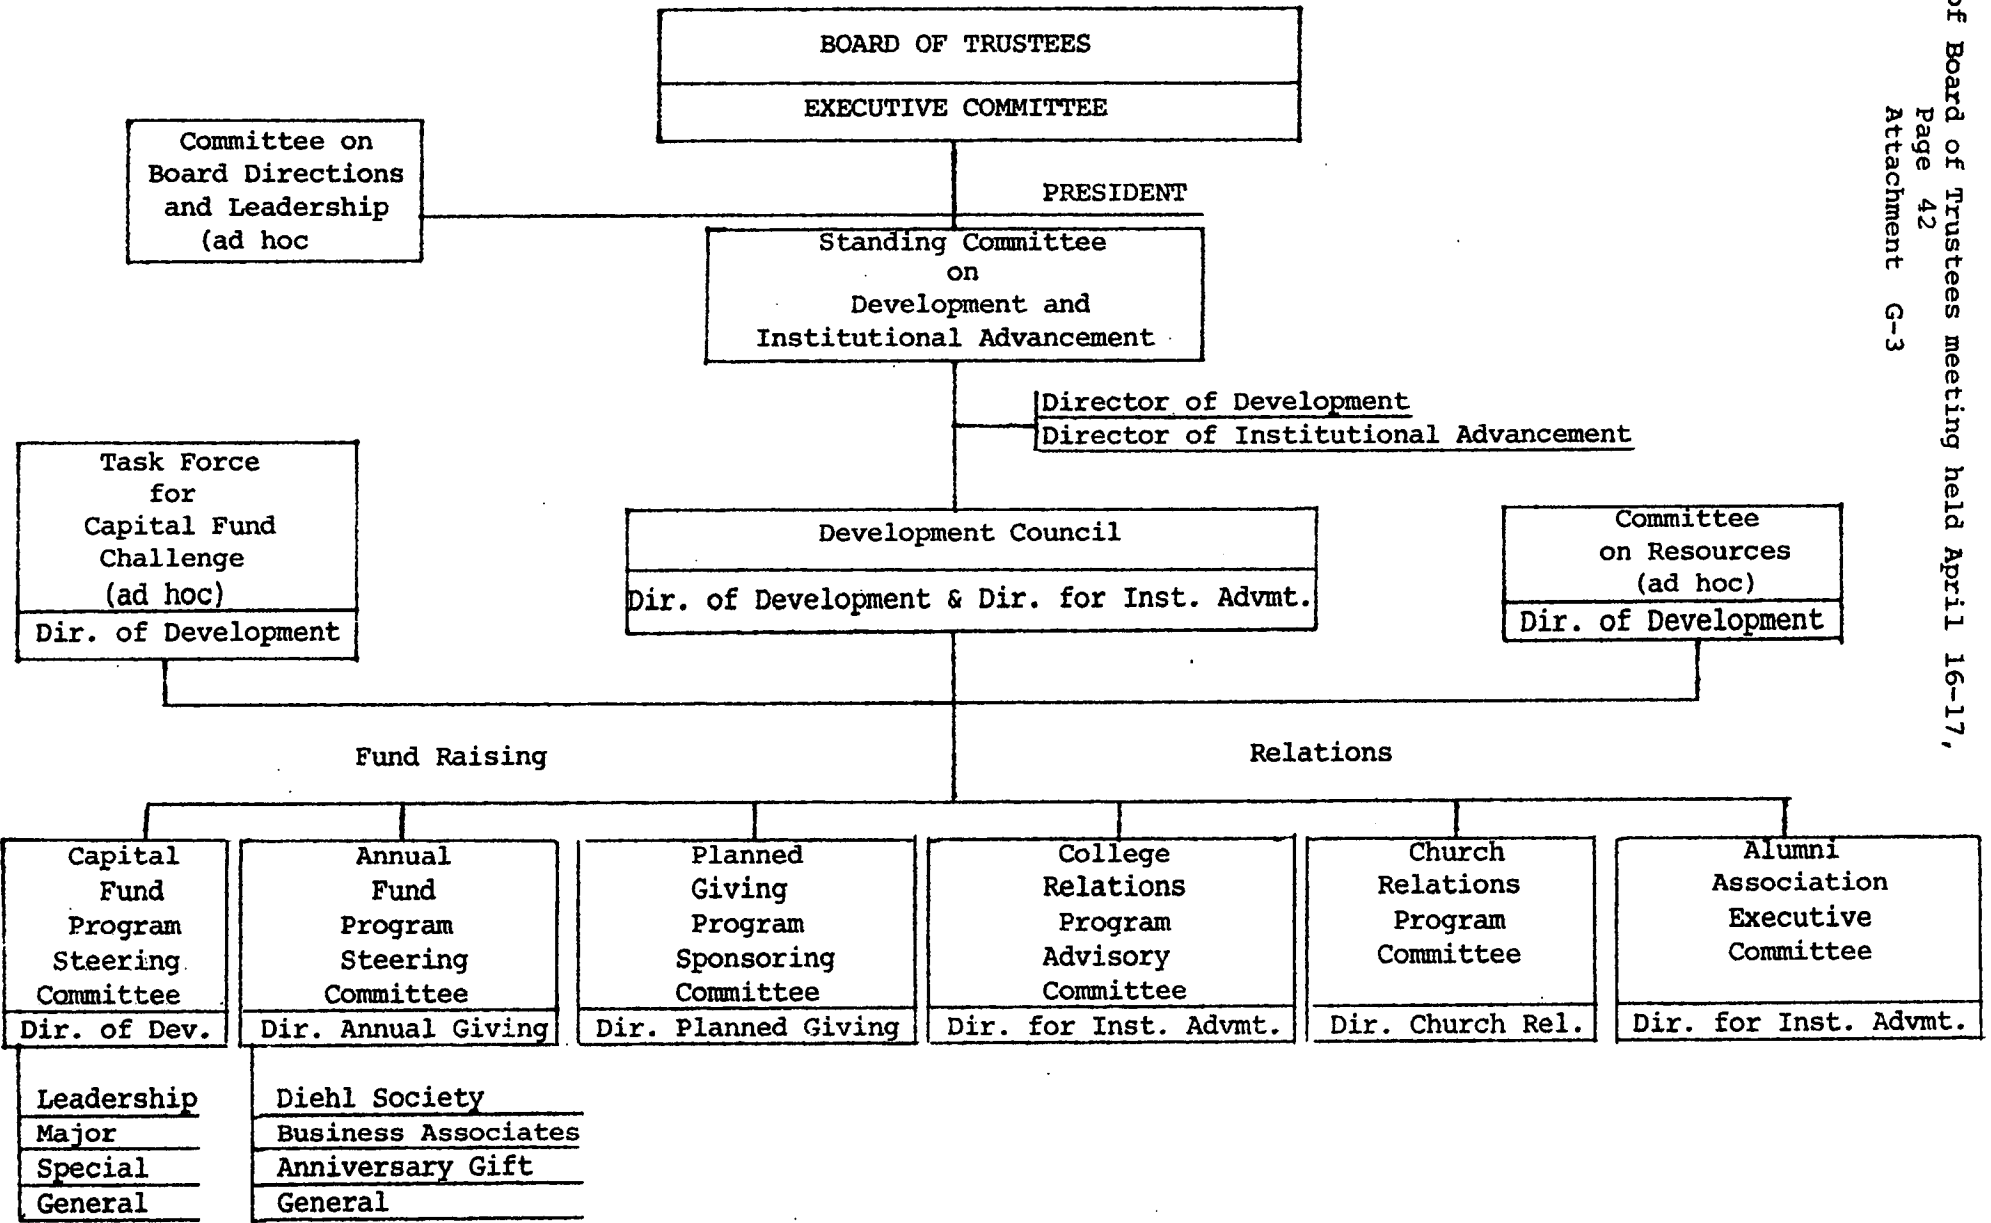 BOARD OF TRUSTEES
EXECUTIVE COMMITTEE
Committee on
Board Directions
and Leadership
(ad hoc
PRESIDENT
Standing Committee
on
Development and
Institutional Advancement
Director of Development
Director of Institutional Advancement
Task Force
for
Capital Fund
Challenge
(ad hoc)
Dir. of Development
Development Council
Dir. of Development & Dir. for Inst. Advmt.
Committee
on Resources
(ad hoc)
Dir. of Development
Fund Raising
Relations
Capital
Fund
Program
Steering
Committee
Dir. of Dev.
Leadership
Major
Special
General
Annual
Fund
Program
Steering
Committee
Dir. Annual Giving
Diehl Society
Business Associates
Anniversary Gift
General
Planned
Giving
Program
Sponsoring
Committee
Dir. Planned Giving
College
Relations
Program
Advisory
Committee
Dir. for Inst. Advmt.
Church
Relations
Program
Committee
Dir. Church Rel.
Alumni
Association
Executive
Committee
Dir. for Inst. Advmt.
of Board of Trustees meeting held April 16-17,
Page 42
Attachment G-3